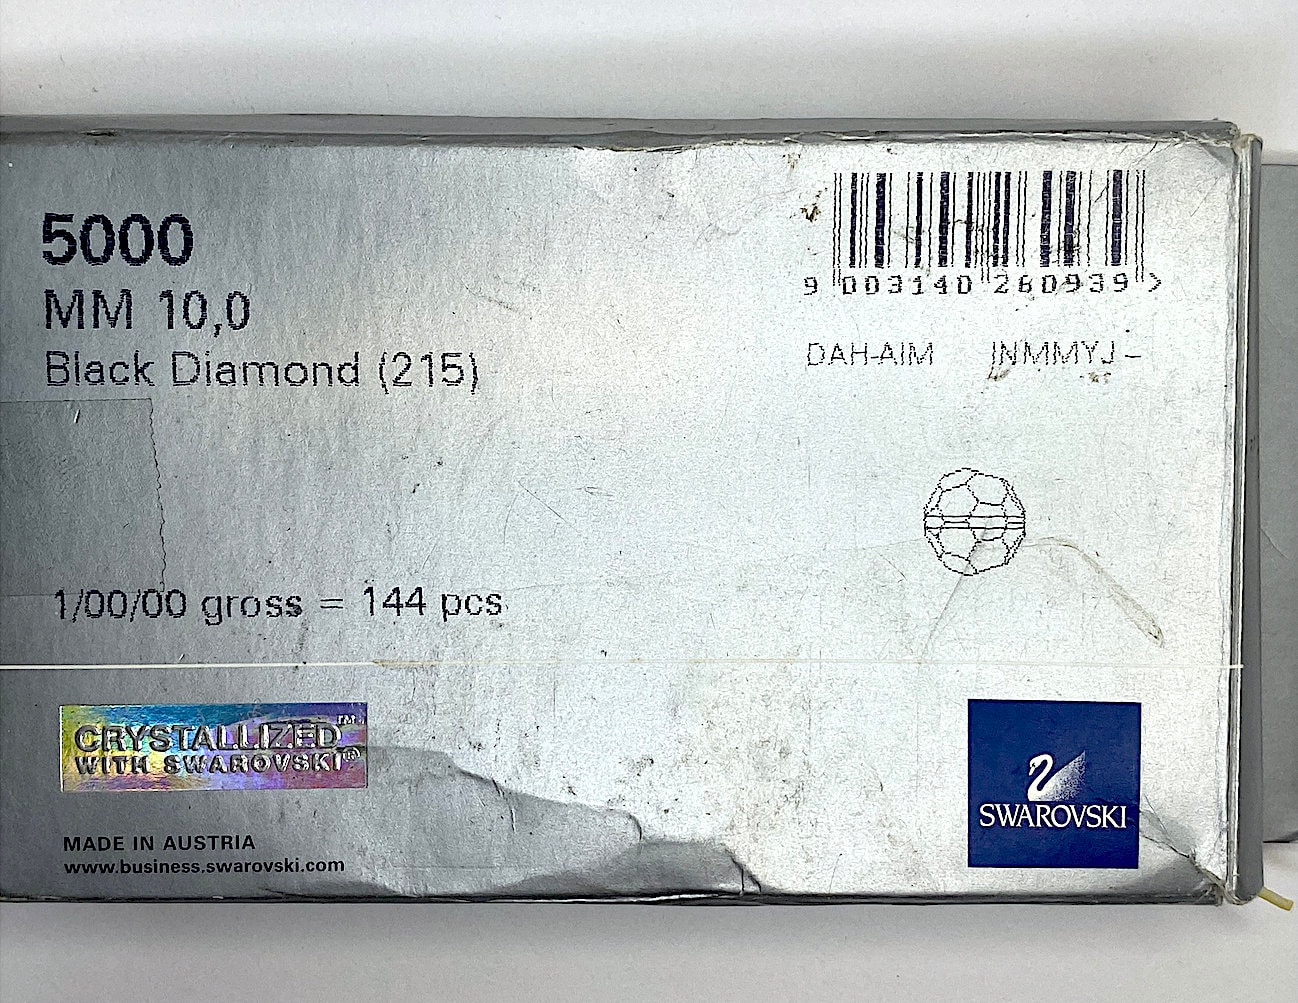 5000
MM 10,0
Black Diamond (215)
9 003140 260939 >
DAH-AIM JNMMYJ -
1/00/00 gross = 144 pcs
CRYSTALLIZED™
WITH SWAROVSKI®
MADE IN AUSTRIA
www.business.swarovski.com
SWAROVSKI